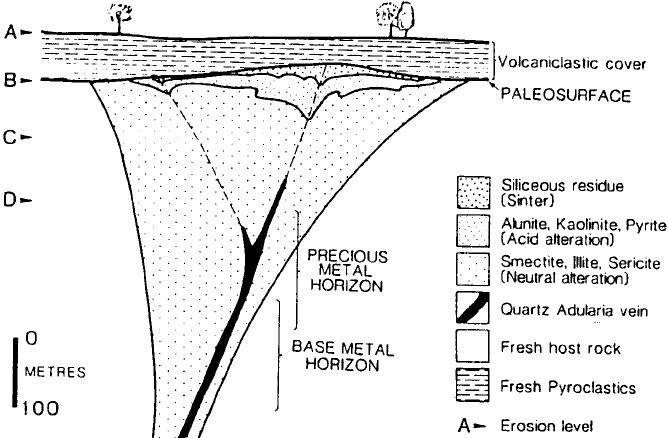 A
Volcaniclastic cover
B
PALEOSURFACE
C
D
Siliceous residue
(Sinter)
Alunite, Kaolinite, Pyrite
(Acid alteration)
Smectite, Illite, Sericite
(Neutral alteration)
PRECIOUS
METAL
HORIZON
Quartz Adularia vein
BASE METAL
HORIZON
Fresh host rock
0
METRES
100
Fresh Pyroclastics
A Erosion level